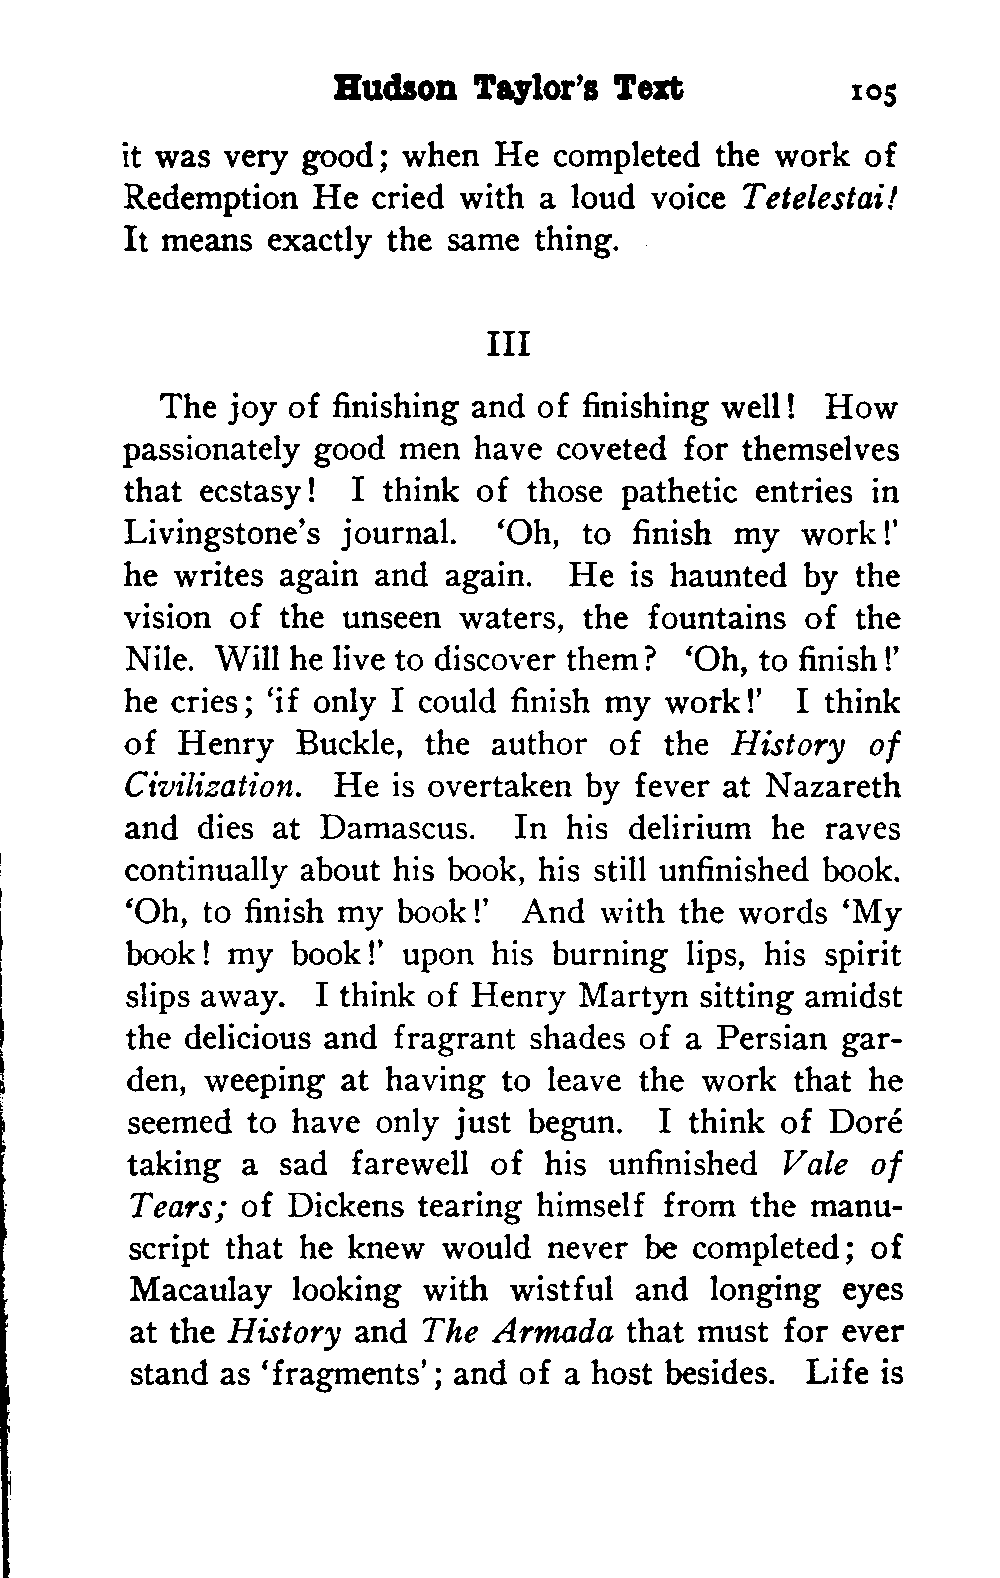 Hudson Taylor's Text 105
it was very good; when He completed the work of
Redemption He cried with a loud voice Tetelestai!
It means exactly the same thing.
III
The joy of finishing and of finishing well! How
passionately good men have coveted for themselves
that ecstasy! I think of those pathetic entries in
Livingstone's journal. 'Oh, to finish my work!'
he writes again and again. He is haunted by the
vision of the unseen waters, the fountains of the
Nile. Will he live to discover them? 'Oh, to finish!'
he cries; 'if only I could finish my work!' I think
of Henry Buckle, the author of the History of
Civilization. He is overtaken by fever at Nazareth
and dies at Damascus. In his delirium he raves
continually about his book, his still unfinished book.
'Oh, to finish my book!' And with the words 'My
book! my book!' upon his burning lips, his spirit
slips away. I think of Henry Martyn sitting amidst
the delicious and fragrant shades of a Persian gar-
den, weeping at having to leave the work that he
seemed to have only just begun. I think of Doré
taking a sad farewell of his unfinished Vale of
Tears; of Dickens tearing himself from the manu-
script that he knew would never be completed; of
Macaulay looking with wistful and longing eyes
at the History and The Armada that must for ever
stand as 'fragments'; and of a host besides. Life is